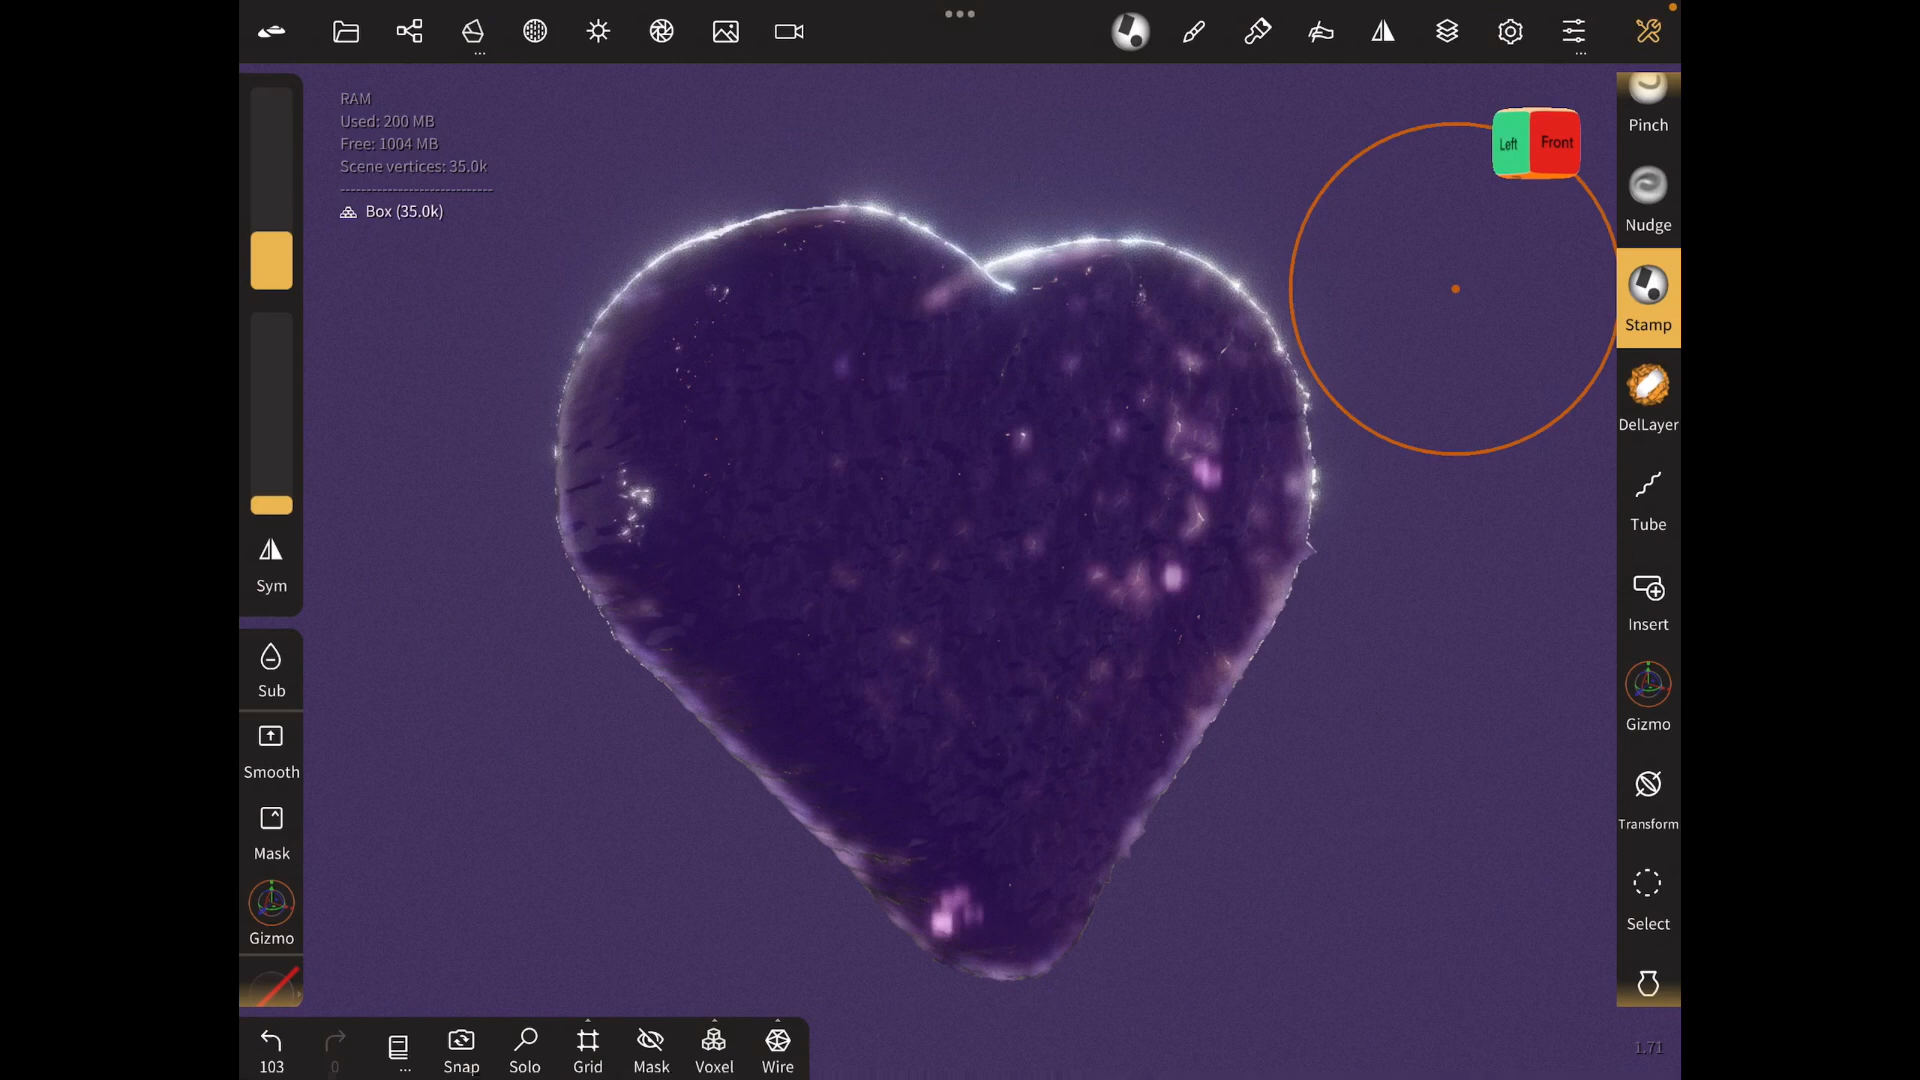 RAM
Used: 200 MB
Free: 1004 MB
Scene vertices: 35.0k
----------------------------
Box (35.0k)
Left
Front
Sym
Sub
Smooth
Mask
Gizmo
Pinch
Nudge
Stamp
DelLayer
Tube
Insert
Gizmo
Transform
Select
103
0
...
Snap
Solo
Grid
Mask
Voxel
Wire
1.71